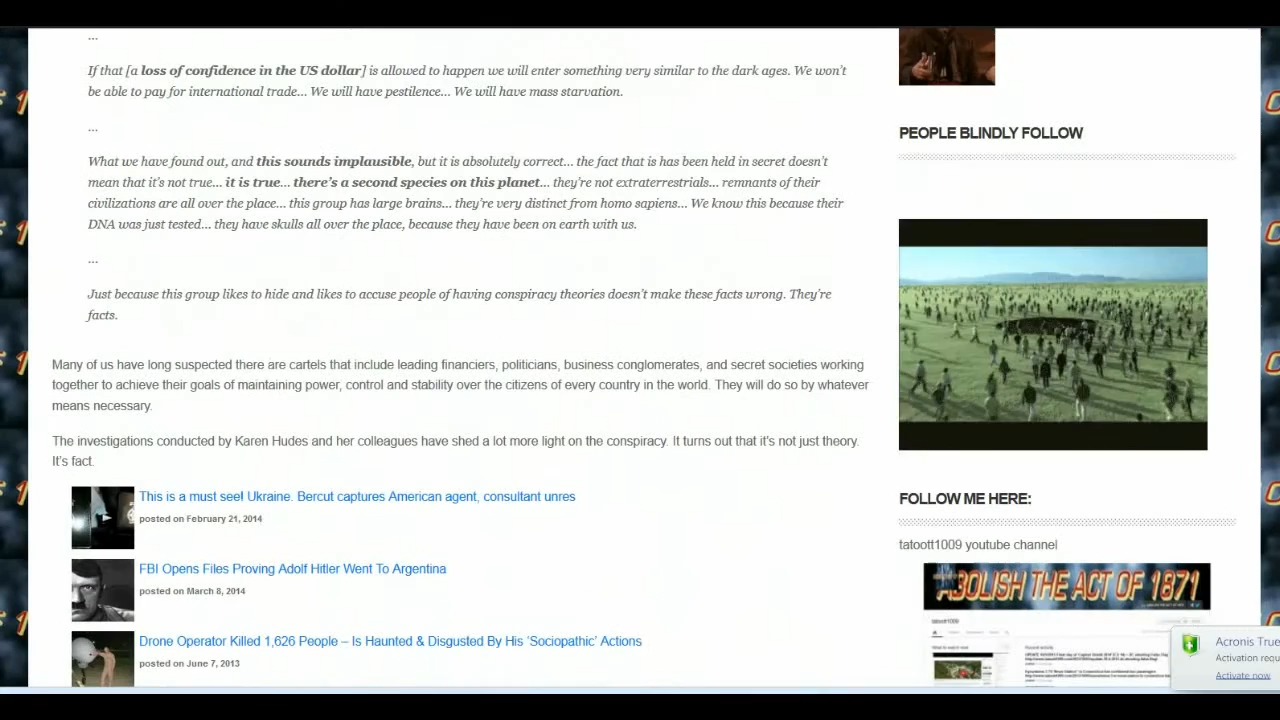 ...
If that [a loss of confidence in the US dollar] is allowed to happen we will enter something very similar to the dark ages. We won't
be able to pay for international trade... We will have pestilence... We will have mass starvation.
...
What we have found out, and this sounds implausible, but it is absolutely correct... the fact that is has been held in secret doesn't
mean that it's not true... it is true... there's a second species on this planet... they're not extraterrestrials... remnants of their
civilizations are all over the place... this group has large brains... they're very distinct from homo sapiens... We know this because their
DNA was just tested... they have skulls all over the place, because they have been on earth with us.
...
Just because this group likes to hide and likes to accuse people of having conspiracy theories doesn't make these facts wrong. They're
facts.
Many of us have long suspected there are cartels that include leading financiers, politicians, business conglomerates, and secret societies working
together to achieve their goals of maintaining power, control and stability over the citizens of every country in the world. They will do so by whatever
means necessary.
The investigations conducted by Karen Hudes and her colleagues have shed a lot more light on the conspiracy. It turns out that it's not just theory.
It's fact.
This is a must see! Ukraine. Bercut captures American agent, consultant unres
posted on February 21, 2014
FBI Opens Files Proving Adolf Hitler Went To Argentina
posted on March 8, 2014
Drone Operator Killed 1,626 People – Is Haunted & Disgusted By His 'Sociopathic' Actions
posted on June 7, 2013
PEOPLE BLINDLY FOLLOW
FOLLOW ME HERE:
tatoott1009 youtube channel
ABOLISH THE ACT OF 1871
tatoott1009
Acronis True
Activation requ
Activate now